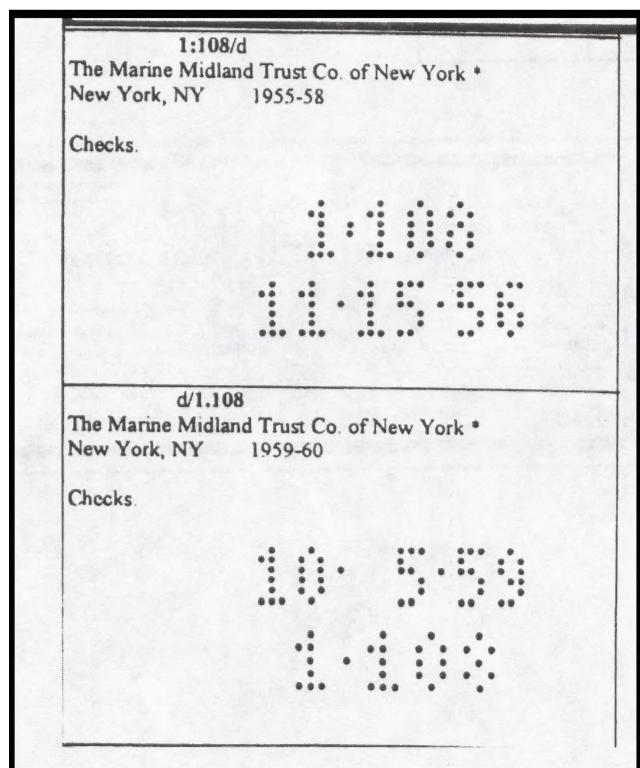 1:108/d
The Marine Midland Trust Co. of New York *
New York, NY 1955-58
Checks.
1,108
11·15·56
d/1.108
The Marine Midland Trust Co. of New York *
New York, NY 1959-60
Checks.
10· 5·59
1·108